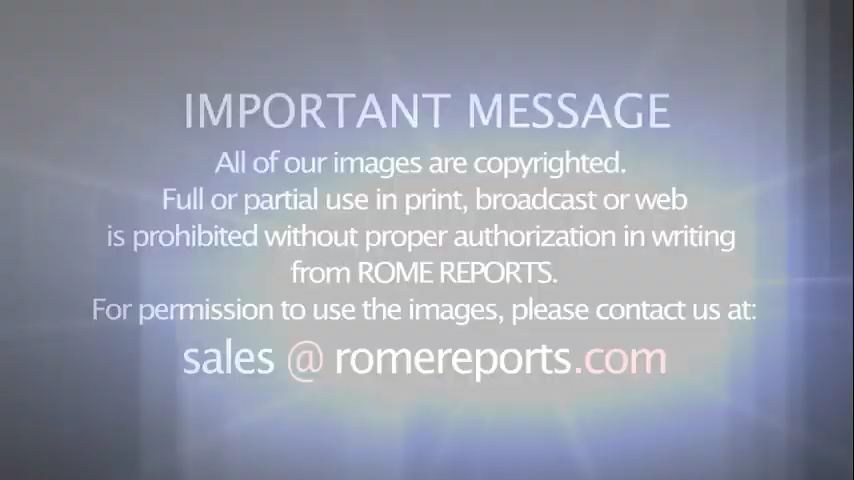 IMPORTANT MESSAGE
All of our images are copyrighted.
Full or partial use in print, broadcast or web
is prohibited without proper authorization in writing
from ROME REPORTS.
For permission to use the images, please contact us at:
sales @ romereports.com